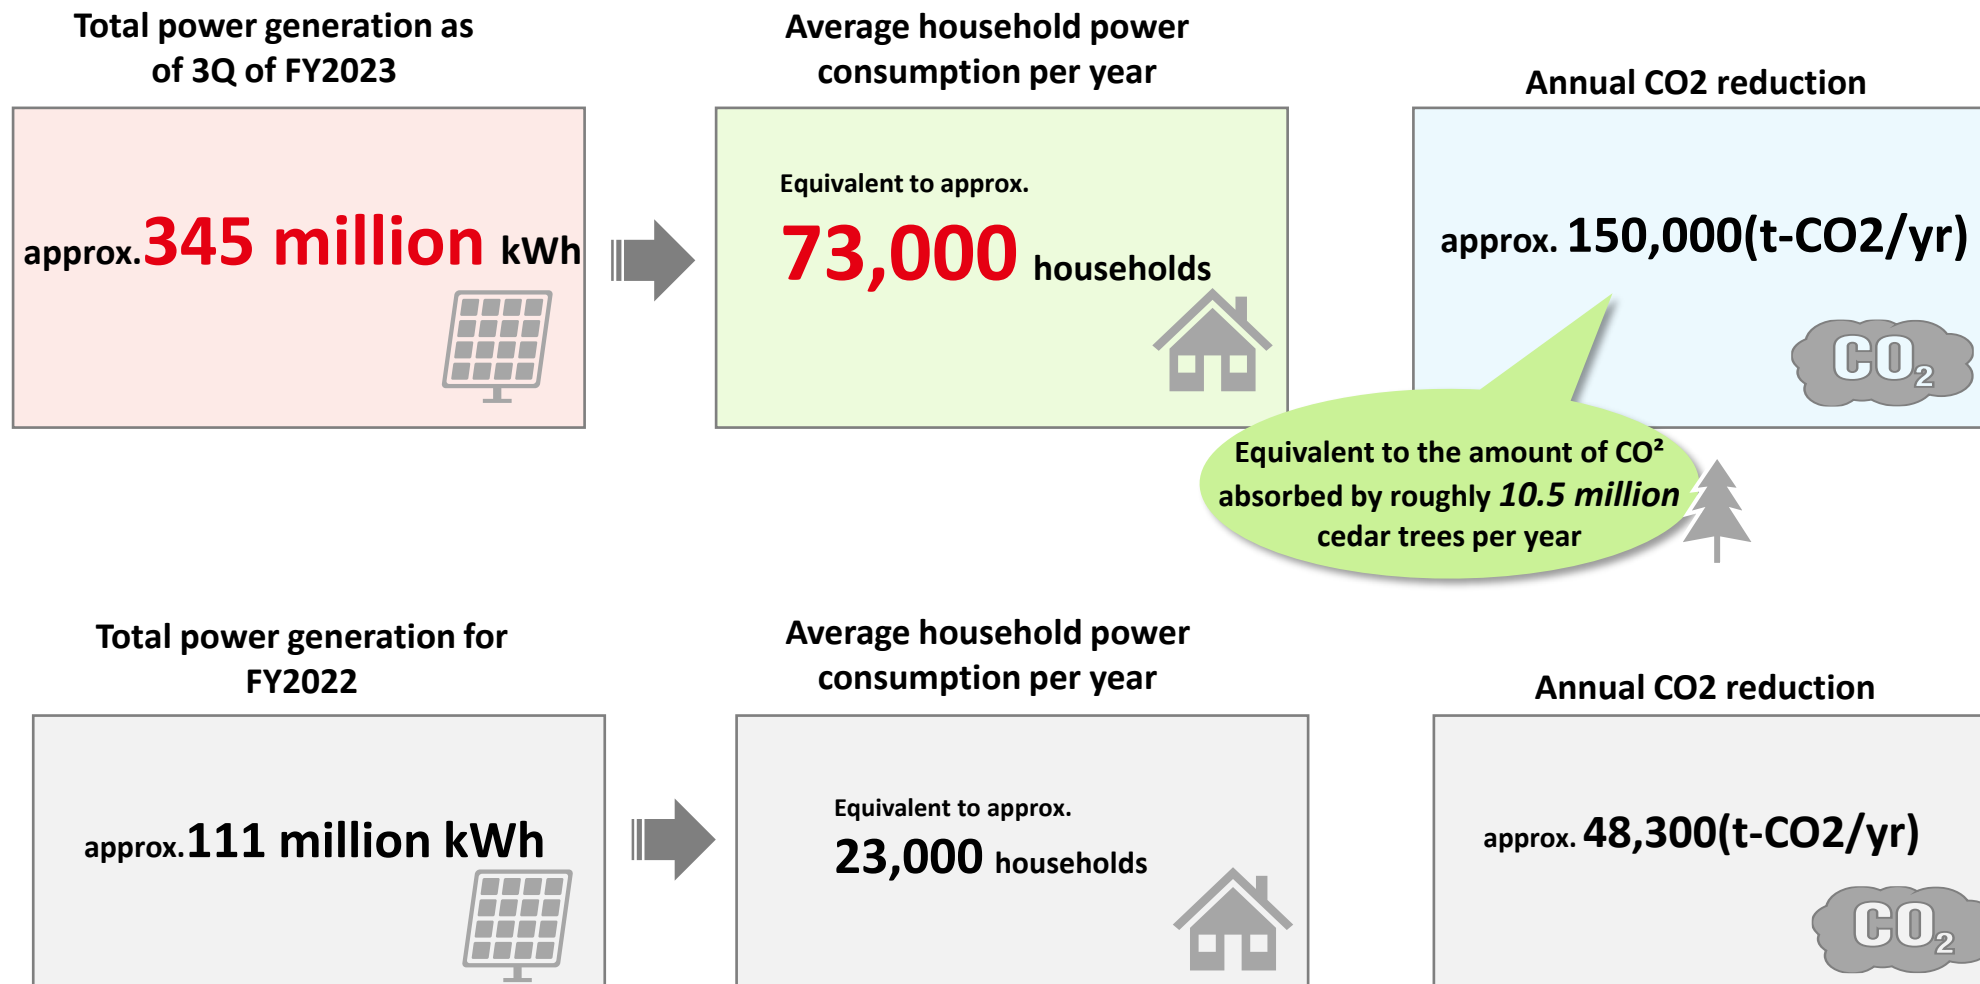 Total power generation as
of 3Q of FY2023
approx.345 million kWh
Average household power
consumption per year
Equivalent to approx.
73,000 households
Annual CO2 reduction
approx. 150,000(t-CO2/yr)
CO₂
Equivalent to the amount of CO²
absorbed by roughly 10.5 million
cedar trees per year
Total power generation for
FY2022
approx.111 million kWh
Average household power
consumption per year
Equivalent to approx.
23,000 households
Annual CO2 reduction
approx. 48,300(t-CO2/yr)
CO₂